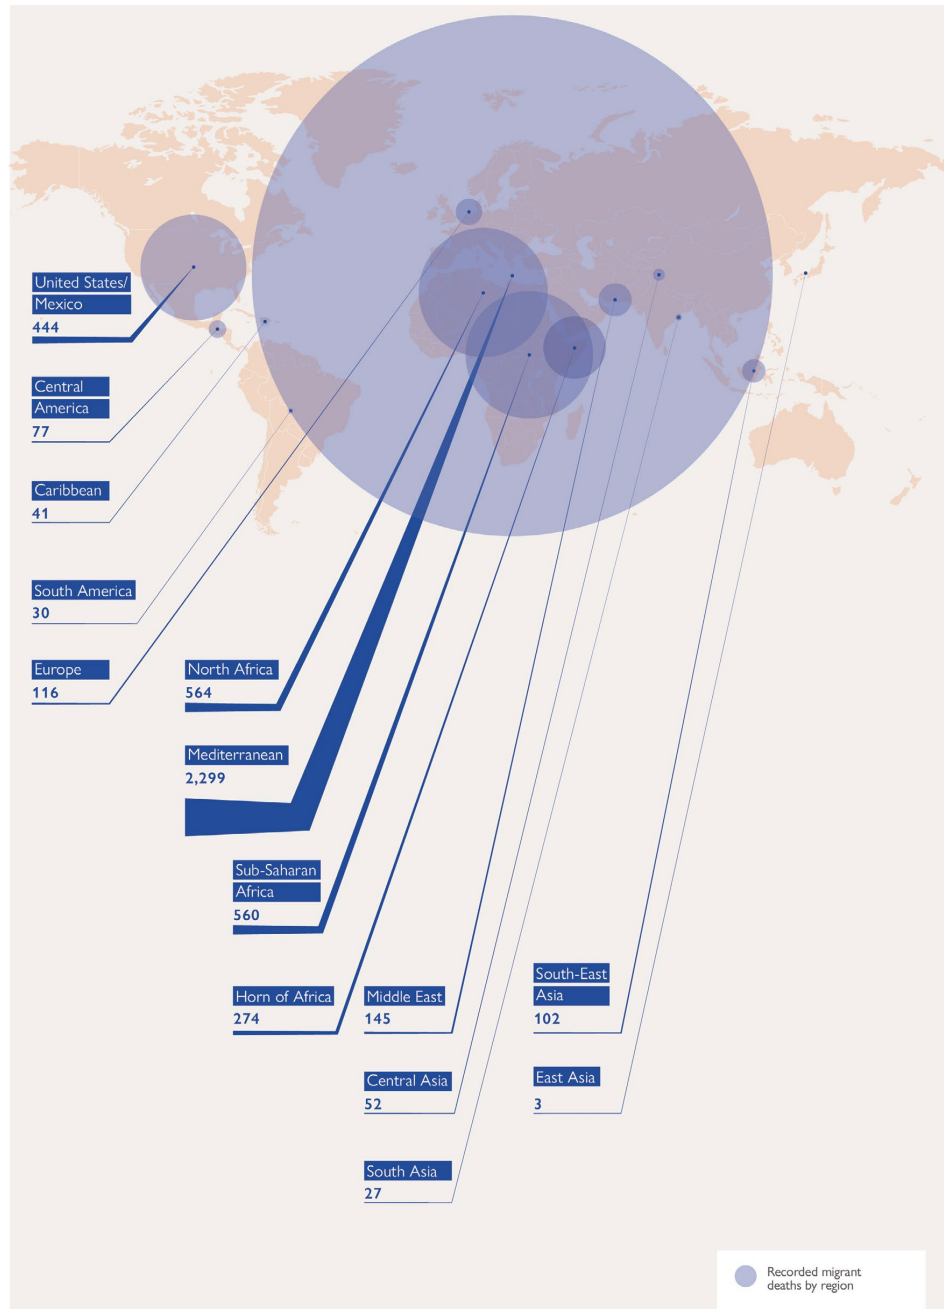 United States/
Mexico
444
Central
America
77
Caribbean
41
South America
30
Europe
116
North Africa
564
Mediterranean
2,299
Sub-Saharan
Africa
560
Horn of Africa
274
Middle East
145
Central Asia
52
South Asia
27
South-East
Asia
102
East Asia
3
Recorded migrant
deaths by region